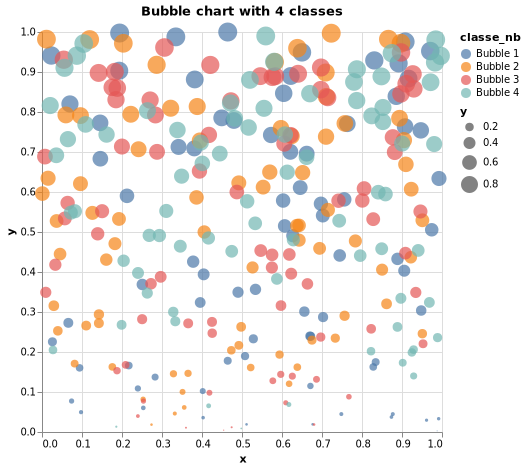 Bubble chart with 4 classes
1.0
0.9
0.8
0.7
0.6
0.5
0.4
0.3
0.2
0.1
0.0
y
0.0 0.1 0.2 0.3 0.4 0.5 0.6 0.7 0.8 0.9 1.0
x
classe_nb
Bubble 1
Bubble 2
Bubble 3
Bubble 4
y
0.2
0.4
0.6
0.8